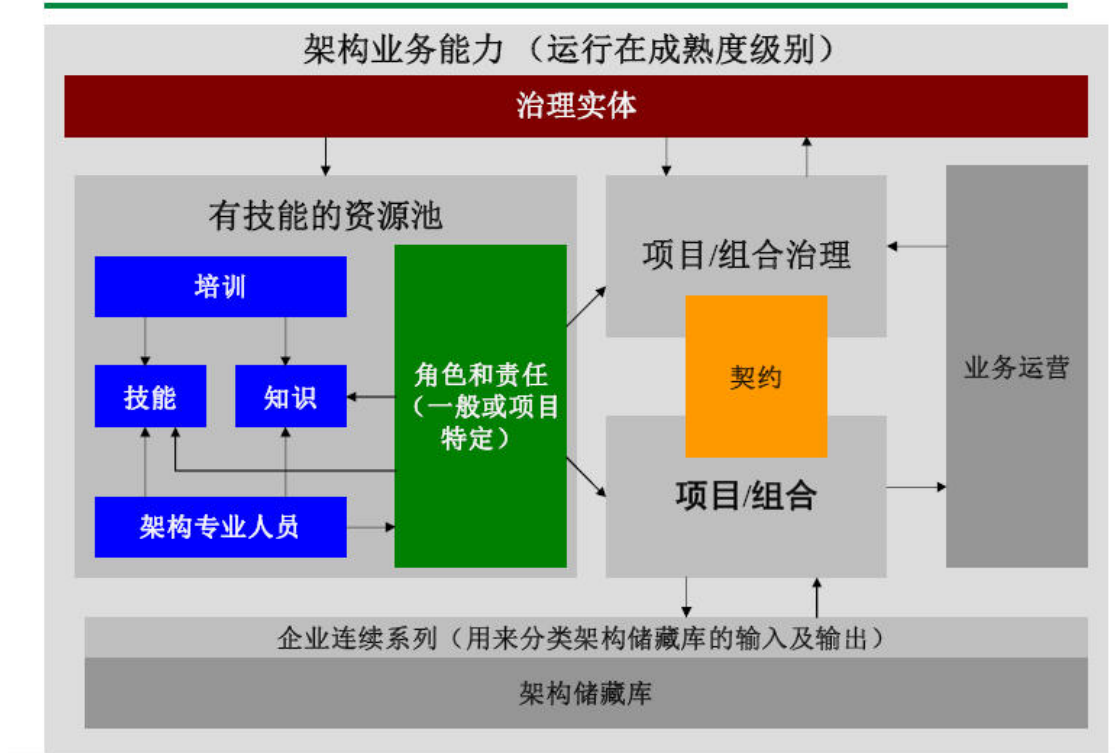 架构业务能力（运行在成熟度级别）
治理实体
有技能的资源池
培训
技能
知识
架构专业人员
角色和责任
（一般或项目
特定）
项目/组合治理
契约
项目/组合
业务运营
企业连续系列（用来分类架构储藏库的输入及输出）
架构储藏库